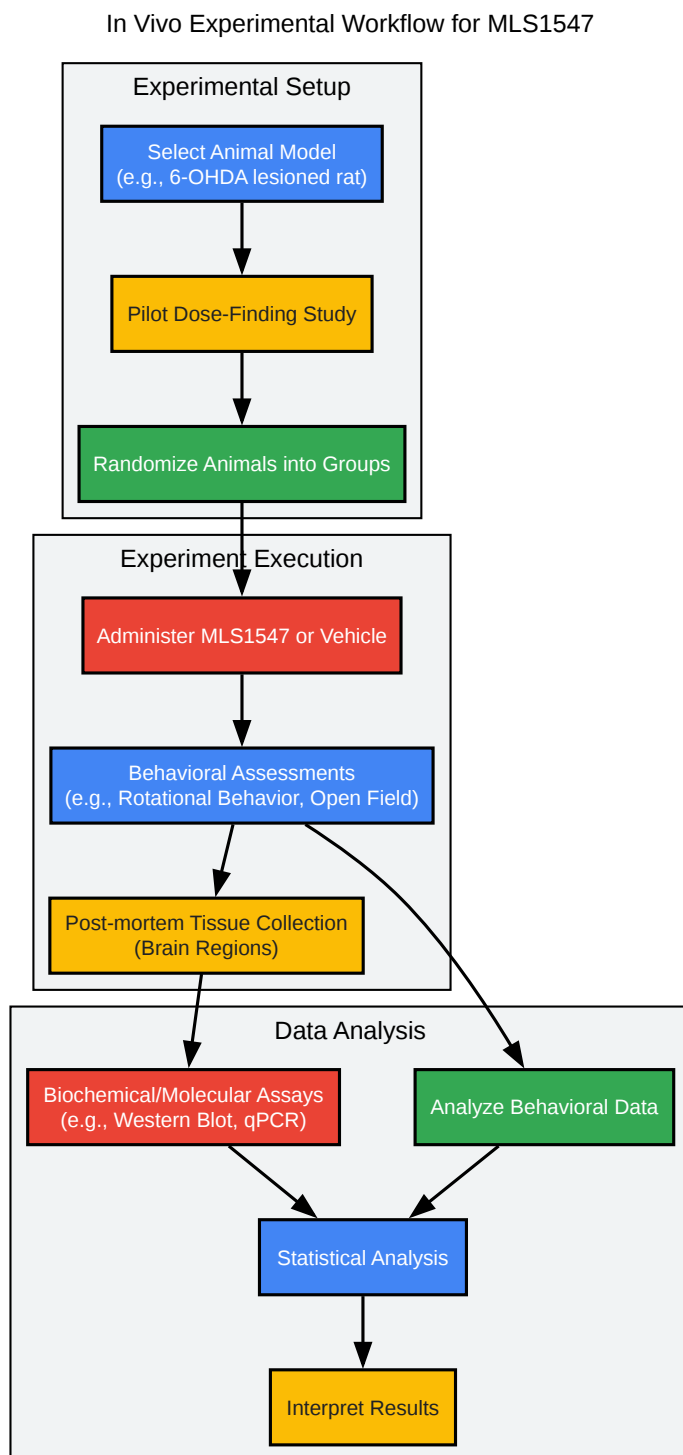 In Vivo Experimental Workflow for MLS1547
Experimental Setup
Select Animal Model
(e.g., 6-OHDA lesioned rat)
Pilot Dose-Finding Study
Randomize Animals into Groups
Experiment Execution
Administer MLS1547 or Vehicle
Behavioral Assessments
(e.g., Rotational Behavior, Open Field)
Post-mortem Tissue Collection
(Brain Regions)
Data Analysis
Biochemical/Molecular Assays
(e.g., Western Blot, qPCR)
Analyze Behavioral Data
Statistical Analysis
Interpret Results